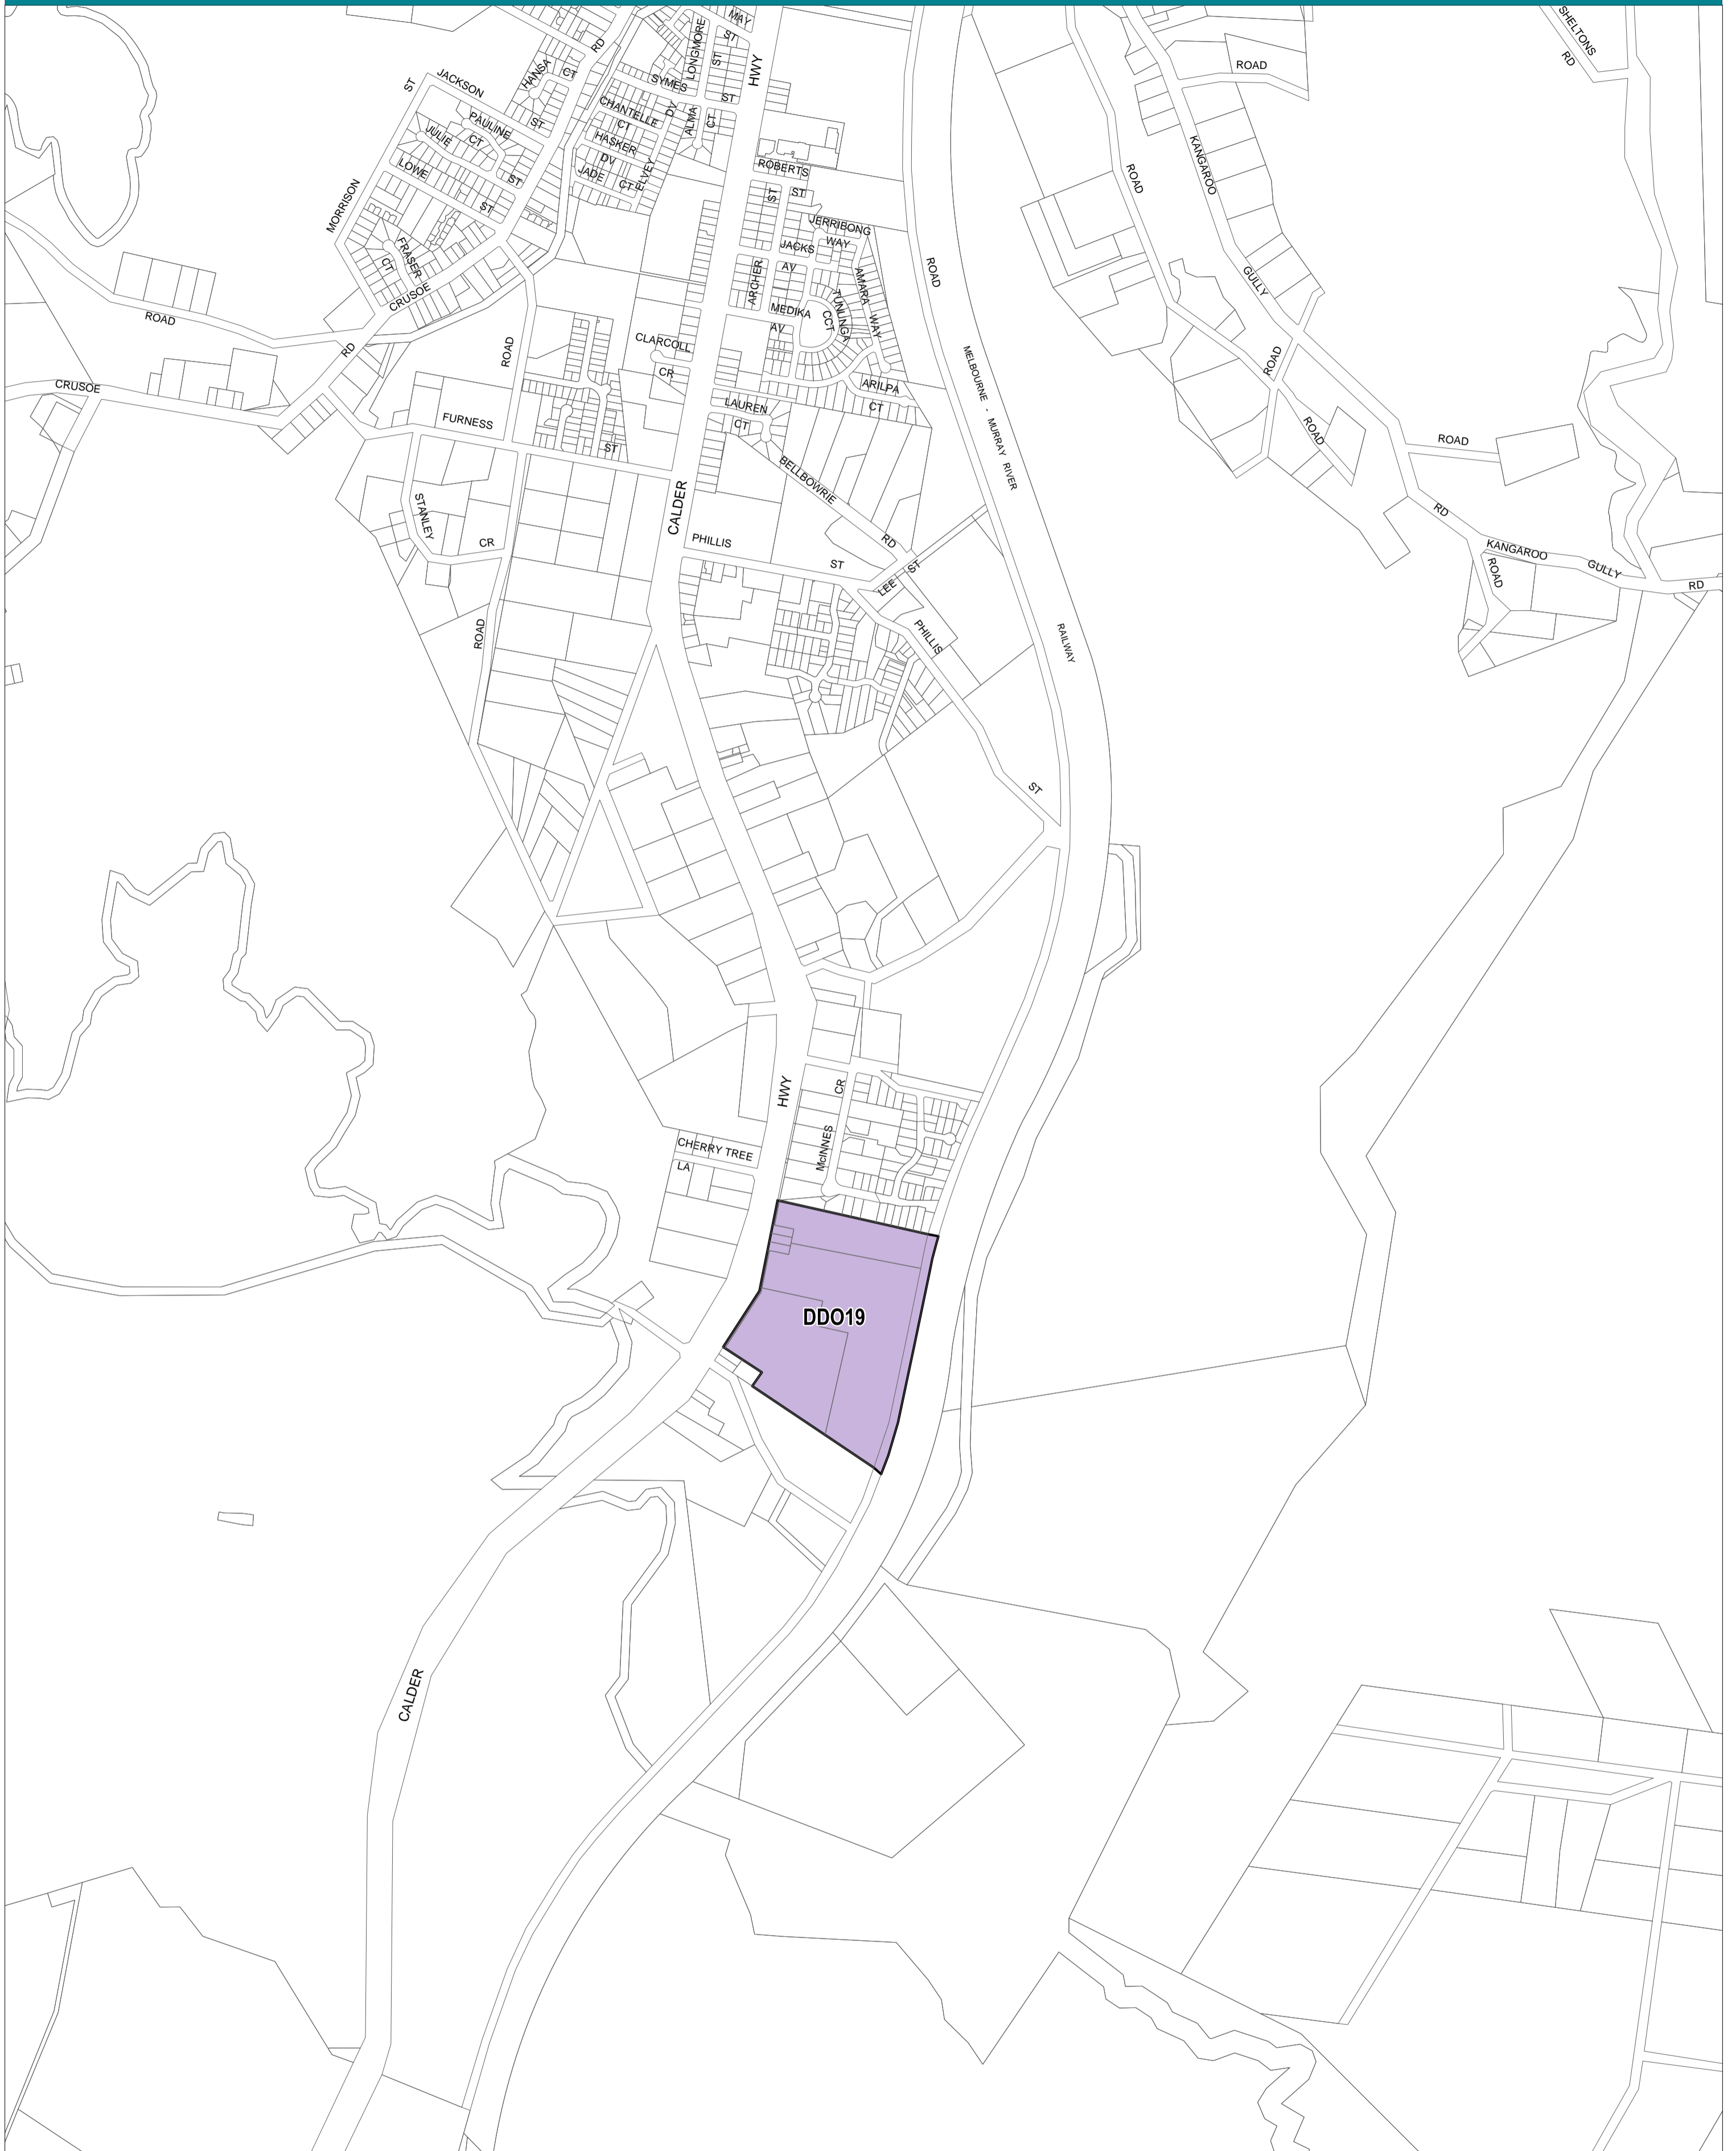 MAY
ST
LONGMORE
ST
HWY
RD
SHELTONS
RD
HANSA
CT
ST
JACKSON
ST
SYMES
ST
ROAD
CHANTELLE
CT
DV
ALMA
CT
PAULINE
CT
ST
JULIE
HASKER
DV
JADE
CT
ELVEY
LOWE
ST
ROBERTS
ST
ST
KANGAROO
ROAD
MORRISON
FRASER
CT
CRUSOE
JERRIBONG
WAY
JACKS
AV
ARCHER
AMARA
WAY
TUNLINGA
CCT
MEDIKA
AV
ROAD
GULLY
ROAD
RD
ROAD
CLARCOLL
CR
MELBOURNE - MURRAY RIVER
ROAD
CRUSOE
ARILPA
CT
LAUREN
CT
FURNESS
ST
ROAD
ROAD
BELLBOWRIE
RD
CALDER
STANLEY
CR
RD
PHILLIS
ST
LEE ST
KANGAROO
GULLY
RD
ROAD
PHILLIS
ROAD
RAILWAY
ST
HWY
CR
McINNES
CHERRY TREE
LA
DDO19
CALDER